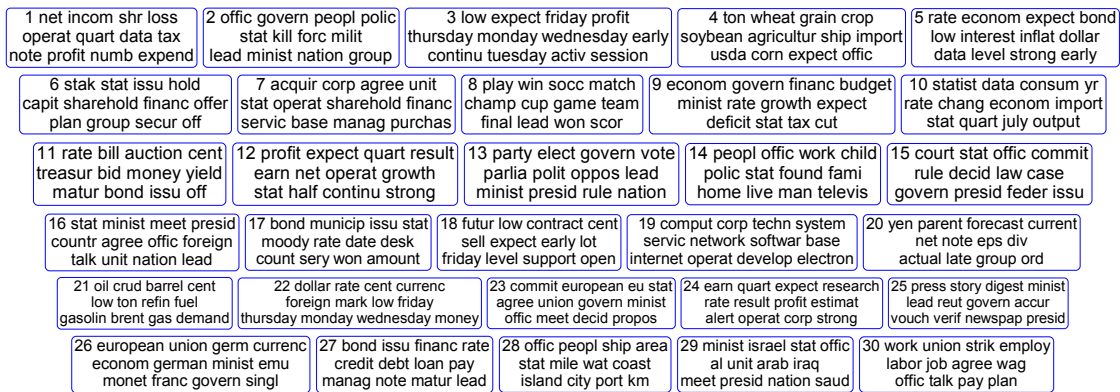 1 net incom shr loss
operat quart data tax
note profit numb expend
2 offic govern peopl polic
stat kill forc milit
lead minist nation group
3 low expect friday profit
thursday monday wednesday early
continu tuesday activ session
4 ton wheat grain crop
soybean agricultur ship import
usda corn expect offic
5 rate econom expect bond
low interest inflat dollar
data level strong early
6 stak stat issu hold
capit sharehold financ offer
plan group secur off
7 acquir corp agree unit
stat operat sharehold financ
servic base manag purchas
8 play win socc match
champ cup game team
final lead won scor
9 econom govern financ budget
minist rate growth expect
deficit stat tax cut
10 statist data consum yr
rate chang econom import
stat quart july output
11 rate bill auction cent
treasur bid money yield
matur bond issu off
12 profit expect quart result
earn net operat growth
stat half continu strong
13 party elect govern vote
parlia polit oppos lead
minist presid rule nation
14 peopl offic work child
polic stat found fami
home live man televis
15 court stat offic commit
rule decid law case
govern presid feder issu
16 stat minist meet presid
countr agree offic foreign
talk unit nation lead
17 bond municip issu stat
moody rate date desk
count sery won amount
18 futur low contract cent
sell expect early lot
friday level support open
19 comput corp techn system
servic network softwar base
internet operat develop electron
20 yen parent forecast current
net note eps div
actual late group ord
21 oil crud barrel cent
low ton refin fuel
gasolin brent gas demand
22 dollar rate cent currenc
foreign mark low friday
thursday monday wednesday money
23 commit european eu stat
agree union govern minist
offic meet decid propos
24 earn quart expect research
rate result profit estimat
alert operat corp strong
25 press story digest minist
lead reut govern accur
vouch verif newspap presid
26 european union germ currenc
econom german minist emu
monet franc govern singl
27 bond issu financ rate
credit debt loan pay
manag note matur lead
28 offic peopl ship area
stat mile wat coast
island city port km
29 minist israel stat offic
al unit arab iraq
meet presid nation saud
30 work union strik employ
labor job agree wag
offic talk pay plan